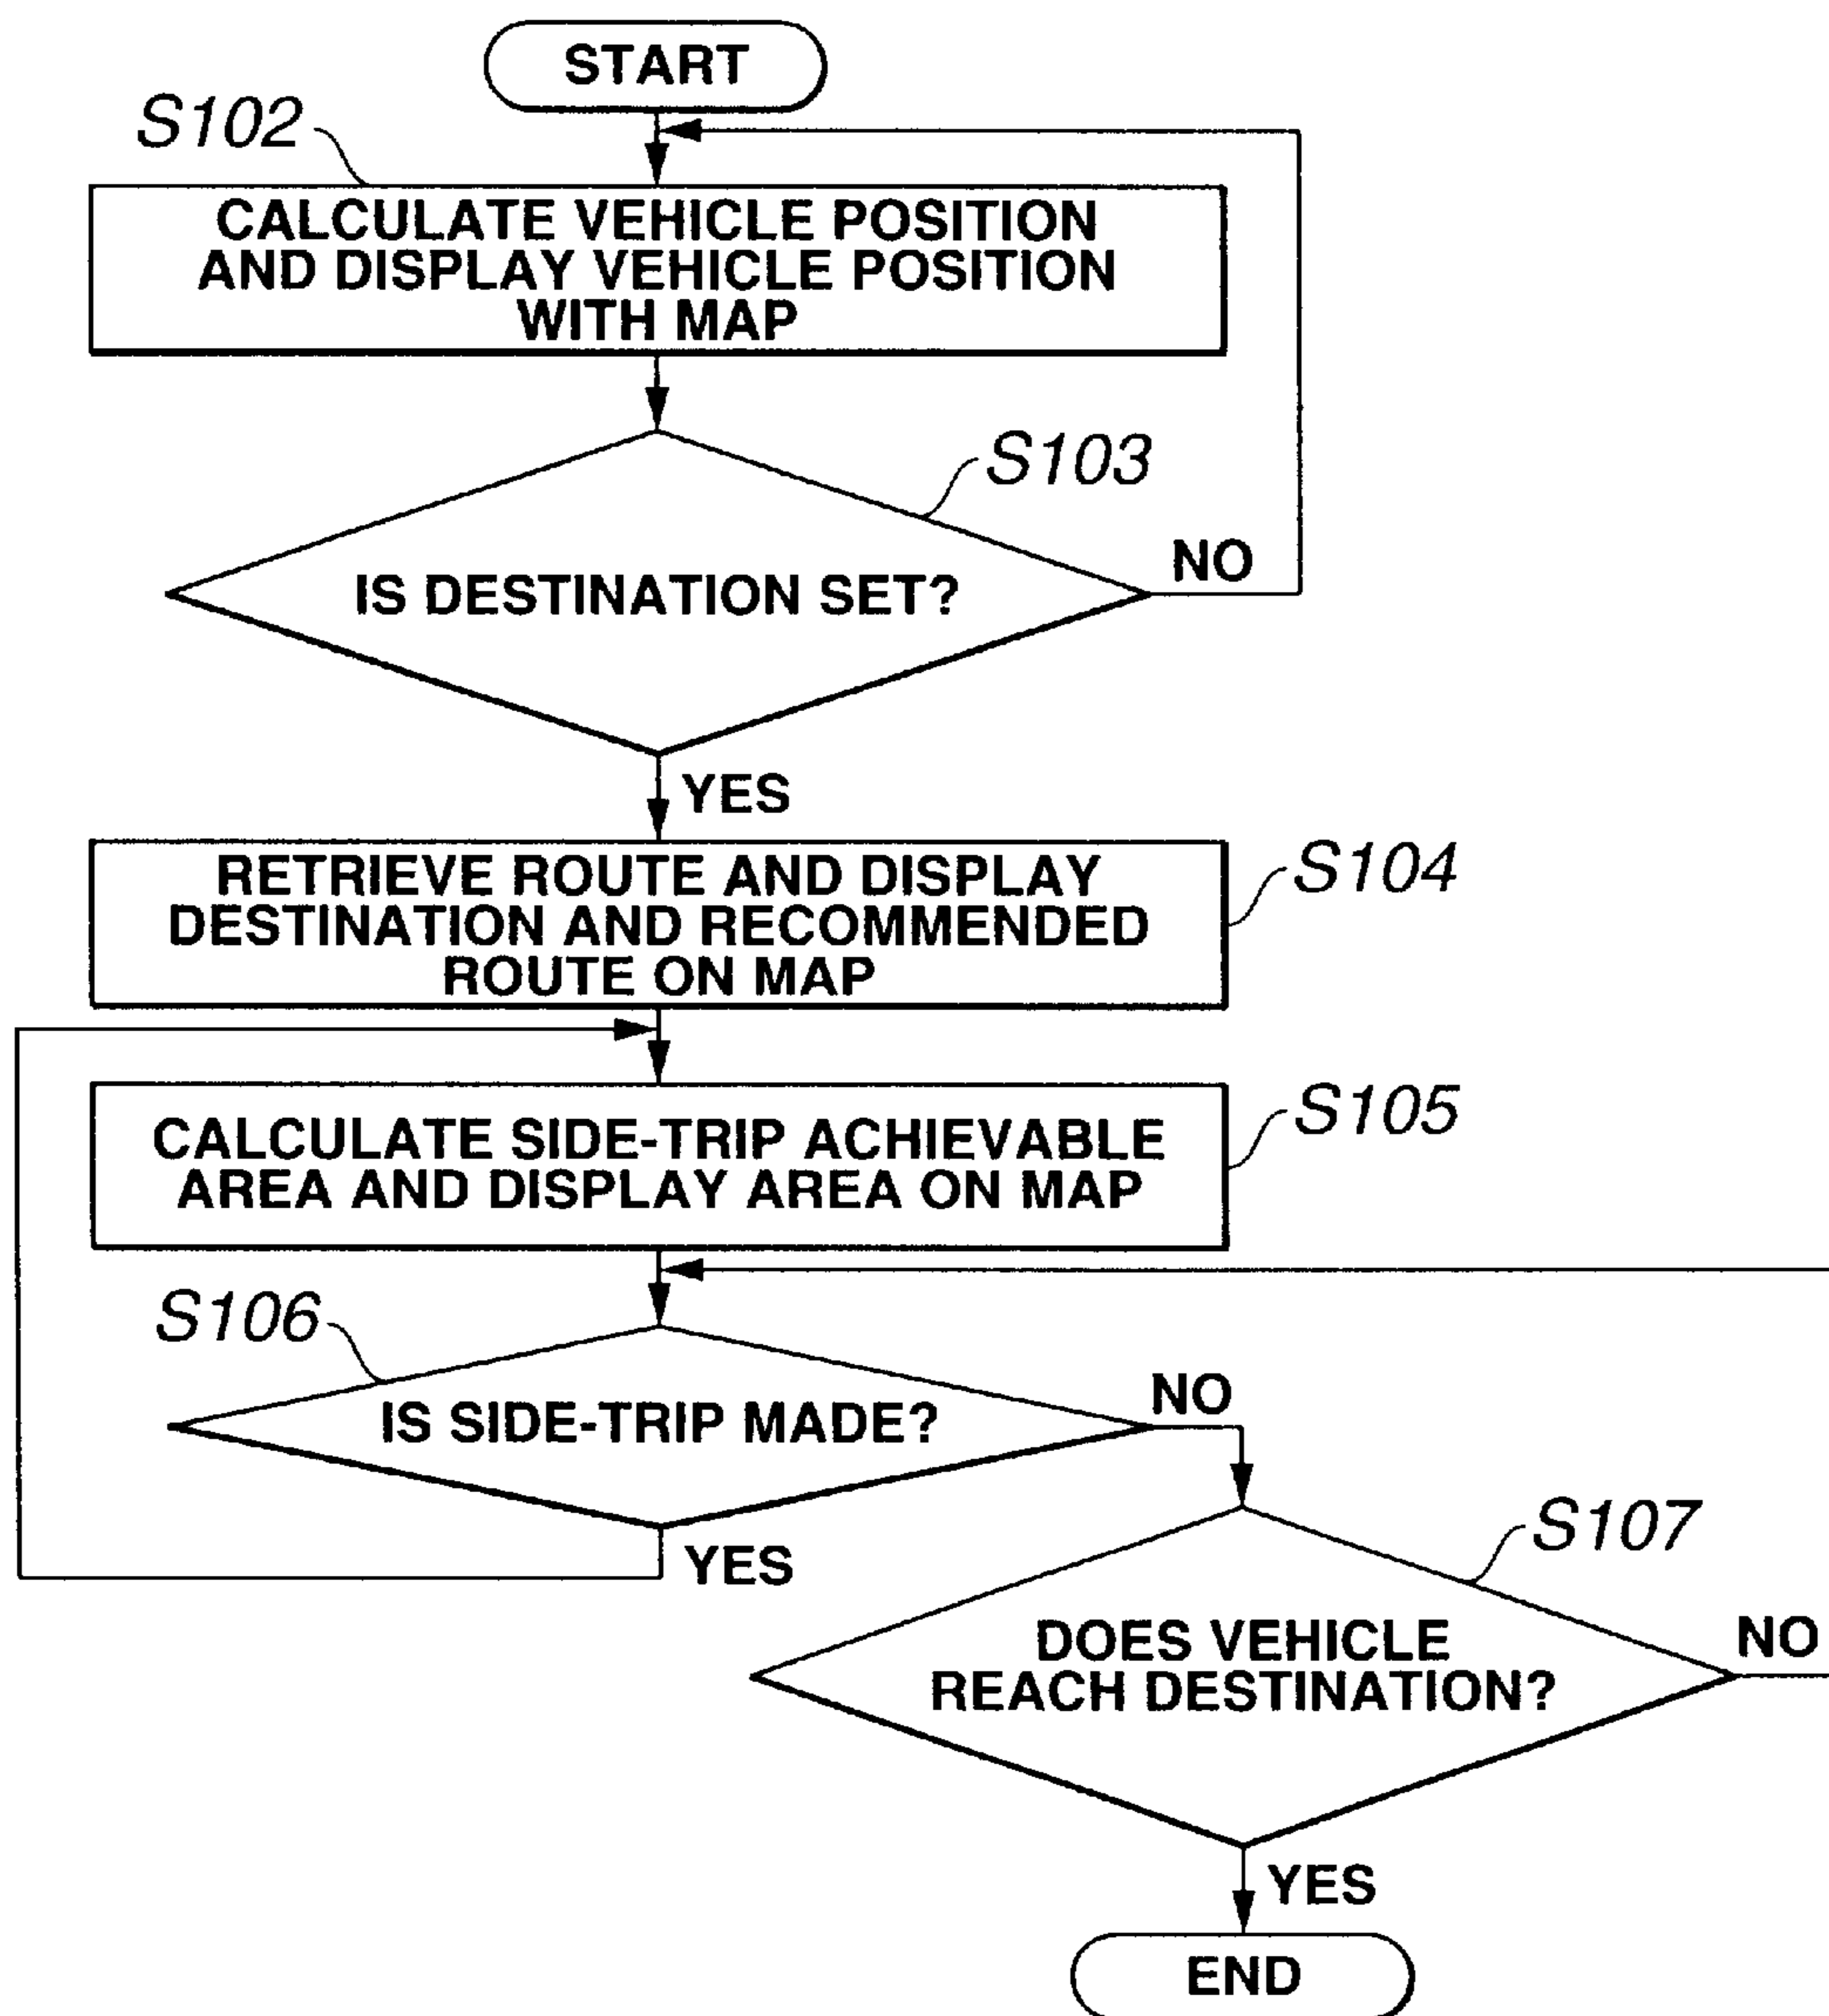 START
S102
CALCULATE VEHICLE POSITION
AND DISPLAY VEHICLE POSITION
WITH MAP
S103
IS DESTINATION SET?
NO
YES
RETRIEVE ROUTE AND DISPLAY
DESTINATION AND RECOMMENDED
ROUTE ON MAP
S104
CALCULATE SIDE-TRIP ACHIEVABLE
AREA AND DISPLAY AREA ON MAP
S105
S106
IS SIDE-TRIP MADE?
NO
YES
S107
DOES VEHICLE
REACH DESTINATION?
NO
YES
END